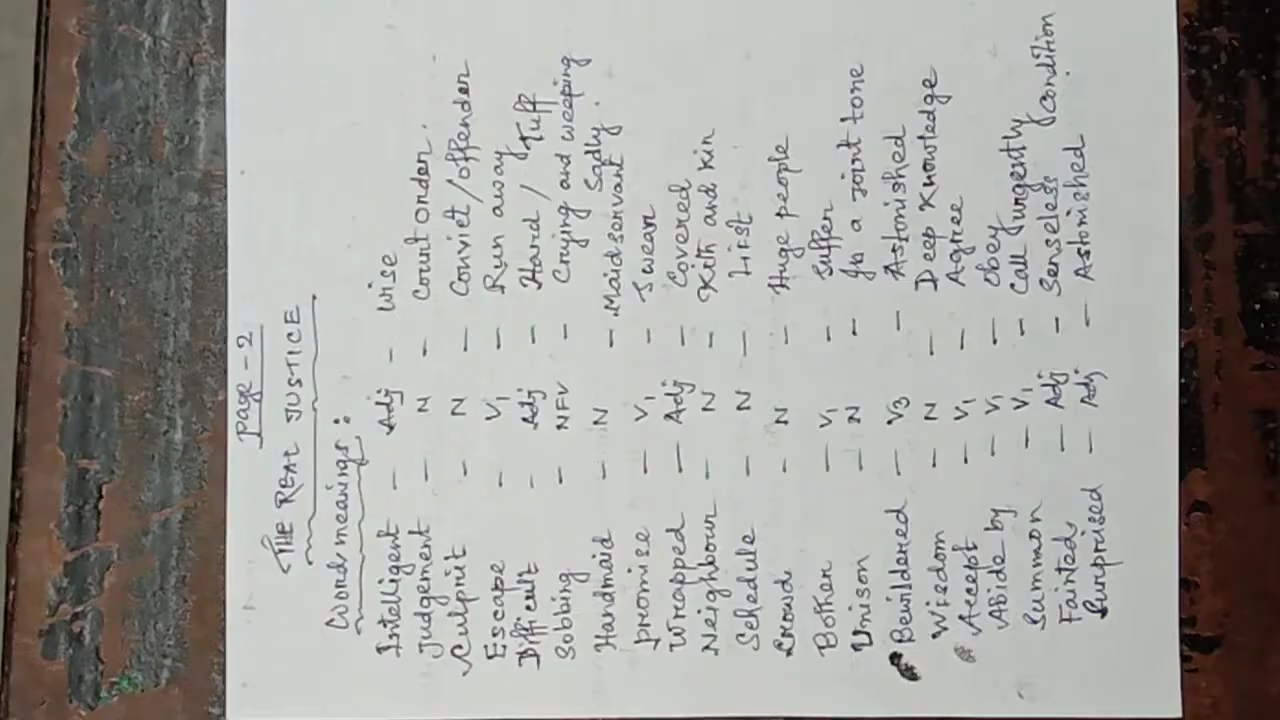 Page - 2
THE REAL JUSTICE
Word meanings :
Intelligent - Adj - Wise
Judgement - N - Court order.
Culprit - N - Convict / offender
Escape - V1 - Run away
Difficult - Adj - Hard / Tuff
Sobbing - NFV - Crying and weeping Sadly.
Handmaid - N - Maidservant
promise - V1 - Swear
Wrapped - Adj - Covered
Neighbour - N - Kith and Kin
Schedule - N - List
Crowd - N - Huge people
Bother - V1 - Suffer
Unison - N - In a joint tone
Bewildered - V3 - Astonished
Wisdom - N - Deep Knowledge
Accept - V1 - Agree
Abide by - V1 - Obey
Summon - V1 - Call urgently
Fainted - Adj - Senseless condition
Surprised - Adj - Astonished